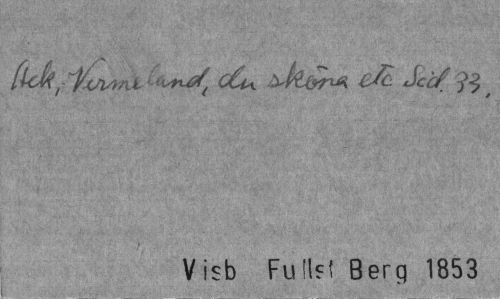 Ack, Vermeland, du sköna etc Sid. 33.
Visb Fullst Berg 1853